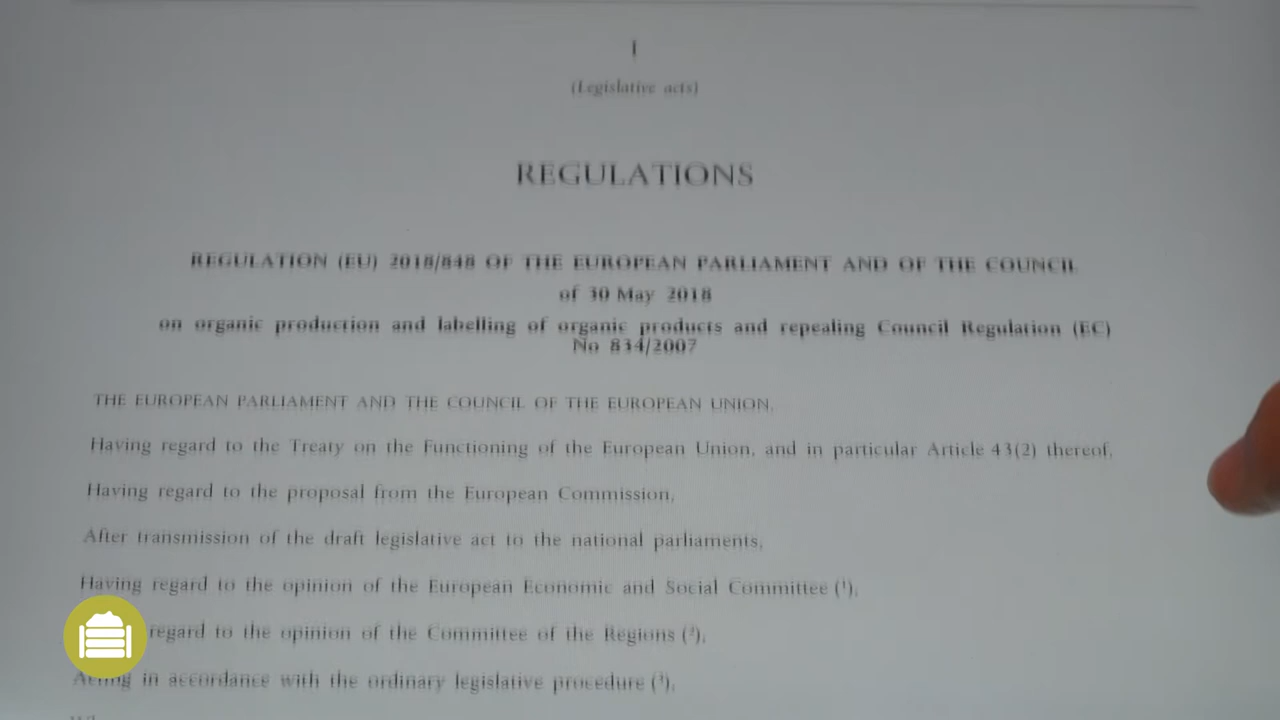 I
(Legislative acts)
REGULATIONS
REGULATION (EU) 2018/848 OF THE EUROPEAN PARLIAMENT AND OF THE COUNCIL
of 30 May 2018
on organic production and labelling of organic products and repealing Council Regulation (EC)
No 834/2007
THE EUROPEAN PARLIAMENT AND THE COUNCIL OF THE EUROPEAN UNION,
Having regard to the Treaty on the Functioning of the European Union, and in particular Article 43(2) thereof,
Having regard to the proposal from the European Commission,
After transmission of the draft legislative act to the national parliaments,
Having regard to the opinion of the European Economic and Social Committee (¹),
regard to the opinion of the Committee of the Regions (²),
Acting in accordance with the ordinary legislative procedure (³),